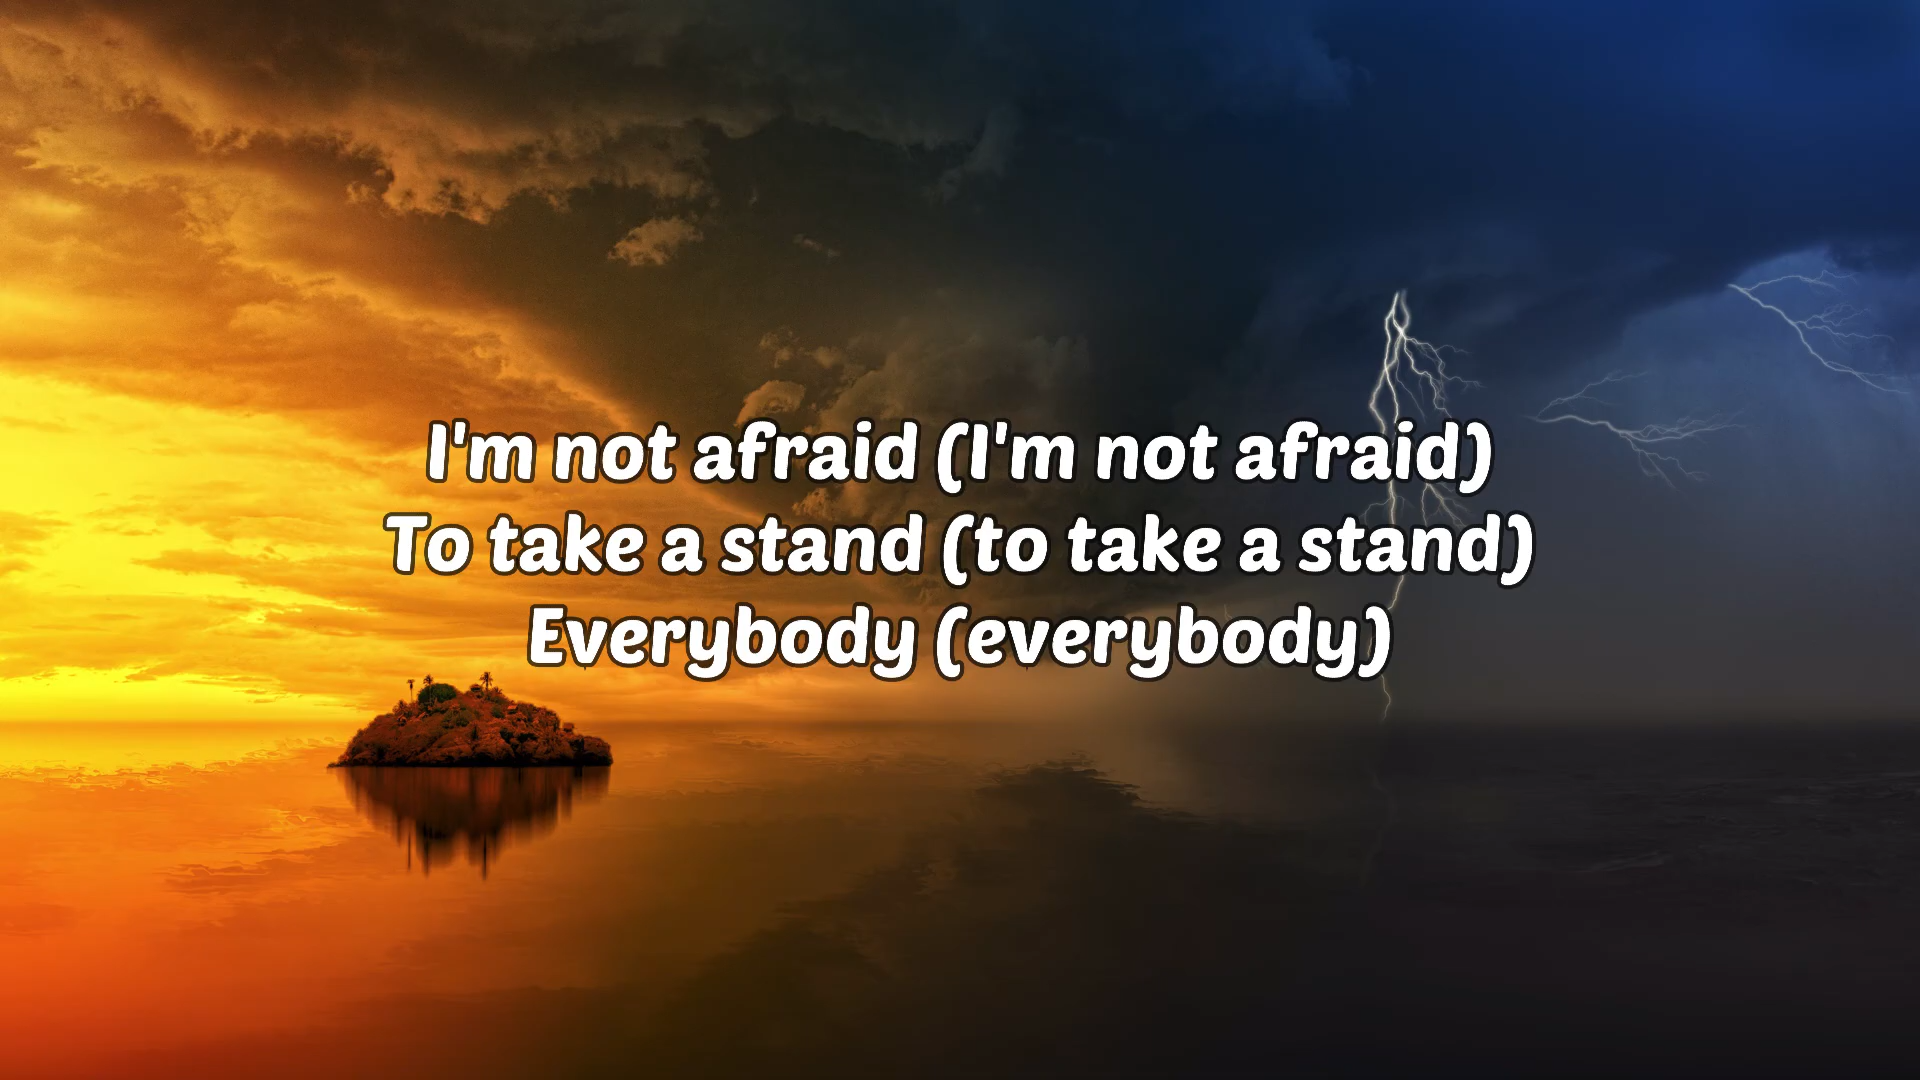 I'm not afraid (I'm not afraid)
To take a stand (to take a stand)
Everybody (everybody)